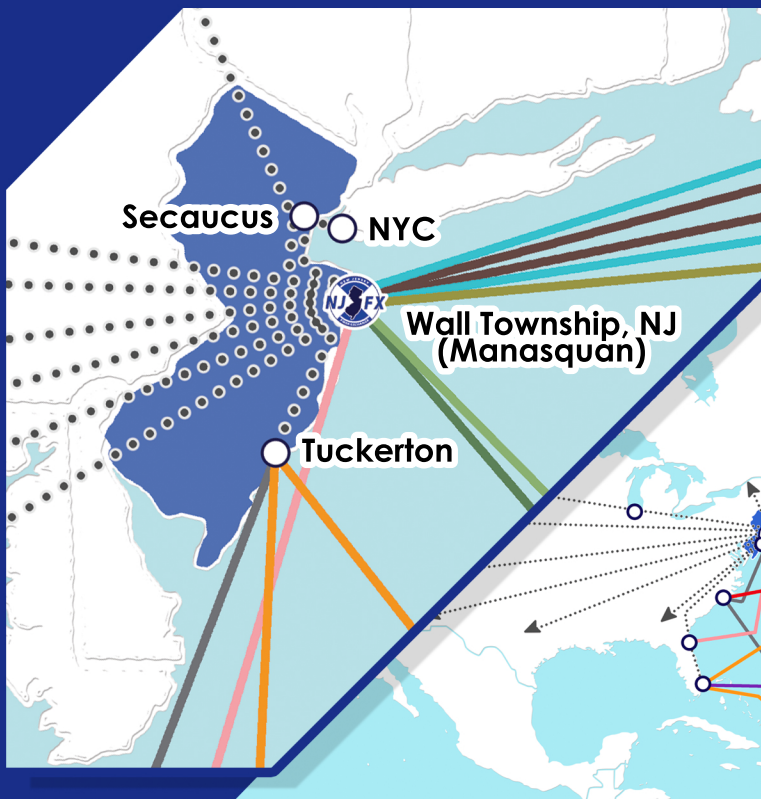 Secaucus
NYC
NJFX
Wall Township, NJ
(Manasquan)
Tuckerton